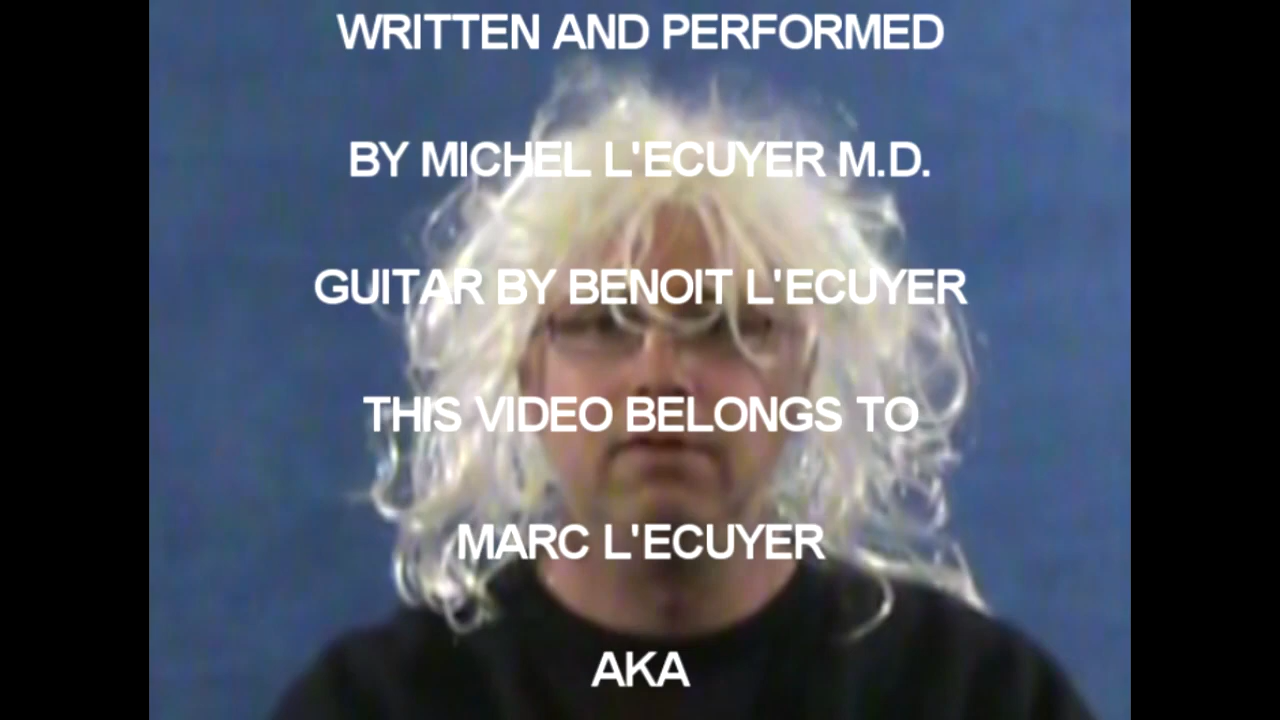 WRITTEN AND PERFORMED
BY MICHEL L'ECUYER M.D.
GUITAR BY BENOIT L'ECUYER
THIS VIDEO BELONGS TO
MARC L'ECUYER
AKA